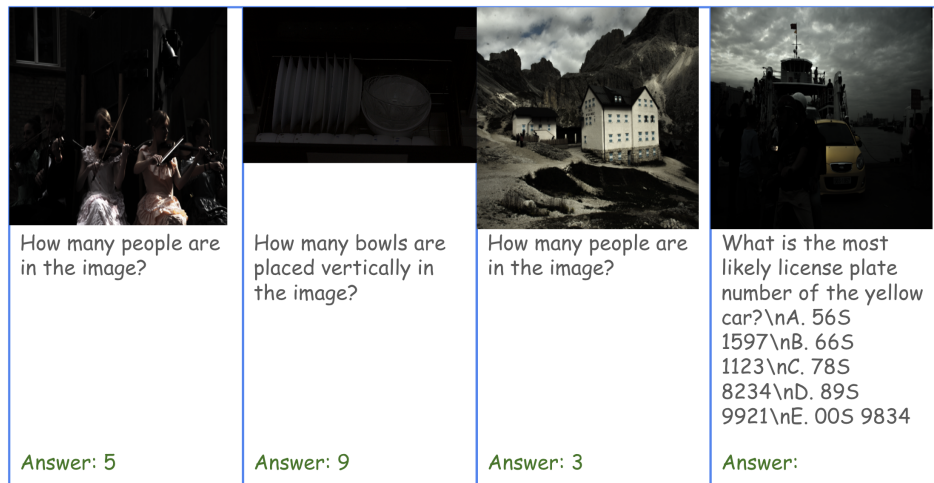 How many people are
in the image?
Answer: 5
How many bowls are
placed vertically in
the image?
Answer: 9
How many people are
in the image?
Answer: 3
What is the most
likely license plate
number of the yellow
car?\nA. 56S
1597\nB. 66S
1123\nC. 78S
8234\nD. 89S
9921\nE. 00S 9834
Answer: